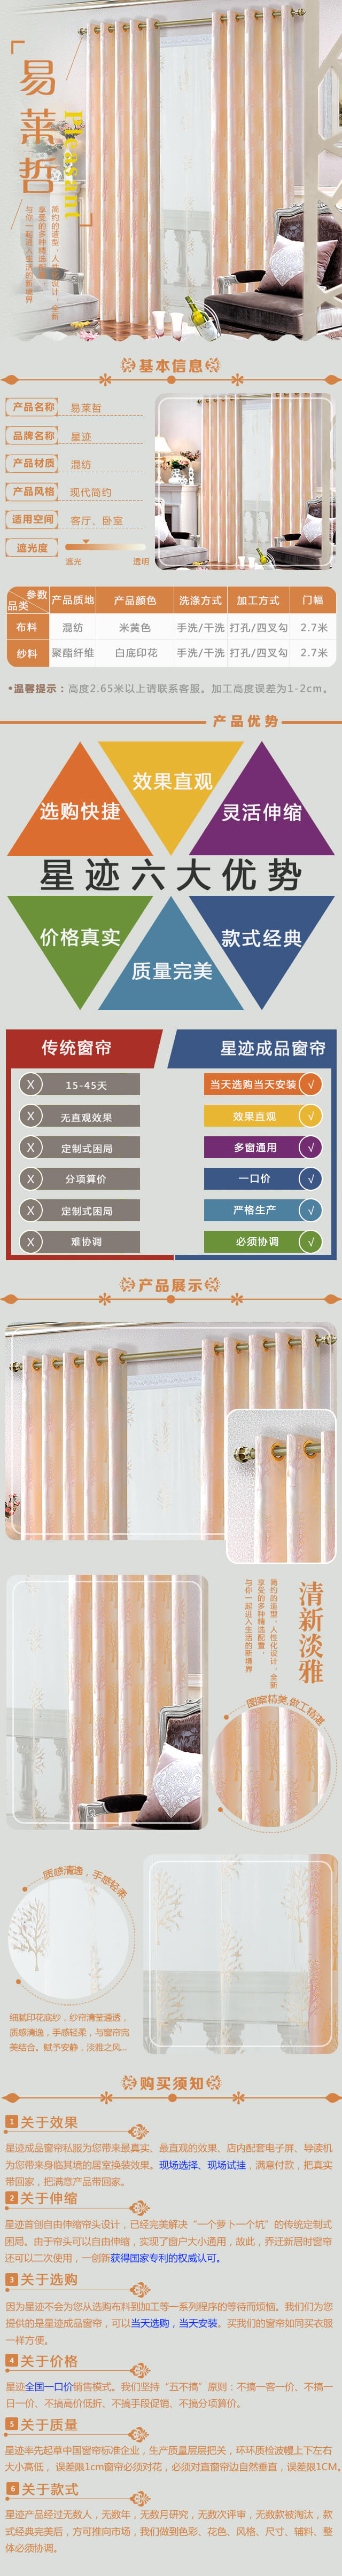 易莱哲
Pleasant
简约的造型，人性化设计，全新
享受的多种精选配置，
与你一起进入生活的新境界
基本信息
产品名称 易莱哲
品牌名称 星迹
产品材质 混纺
产品风格 现代简约
适用空间 客厅、卧室
遮光度
遮光 透明
参数
品类 产品质地 产品颜色 洗涤方式 加工方式 门幅
布料 混纺 米黄色 手洗/干洗 打孔/四叉勾 2.7米
纱料 聚酯纤维 白底印花 手洗/干洗 打孔/四叉勾 2.7米
•温馨提示：高度2.65米以上请联系客服。加工高度误差为1-2cm。
产品优势
选购快捷
效果直观
灵活伸缩
星迹六大优势
价格真实
质量完美
款式经典
传统窗帘 星迹成品窗帘
X 15-45天 当天选购当天安装 √
X 无直观效果 效果直观 √
X 定制式困局 多窗通用 √
X 分项算价 一口价 √
X 定制式困局 严格生产 √
X 难协调 必须协调 √
产品展示
清新淡雅
简约的造型，人性化设计，全新
享受的多种精选配置，
与你一起进入生活的新境界
图案精美，做工精湛
质感清逸，手感轻柔
细腻印花底纱，纱帘清莹通透，
质感清逸，手感轻柔，与窗帘完
美结合。赋予安静，淡雅之风...
购买须知
1 关于效果
星迹成品窗帘私服为您带来最真实、最直观的效果、店内配套电子屏、导读机
为您带来身临其境的居室换装效果。现场选择、现场试挂，满意付款，把真实
带回家，把满意产品带回家。
2 关于伸缩
星迹首创自由伸缩帘头设计，已经完美解决“一个萝卜一个坑”的传统定制式
困局。由于帘头可以自由伸缩，实现了窗户大小通用，故此，乔迁新居时窗帘
还可以二次使用，一创新获得国家专利的权威认可。
3 关于选购
因为星迹不会为您从选购布料到加工等一系列程序的等待而烦恼。我们们为您
提供的是星迹成品窗帘，可以当天选购，当天安装。买我们的窗帘如同买衣服
一样方便。
4 关于价格
星迹全国一口价销售模式。我们坚持“五不搞”原则：不搞一客一价、不搞一
日一价、不搞高价低折、不搞手段促销、不搞分项算价。
5 关于质量
星迹率先起草中国窗帘标准企业，生产质量层层把关，环环质检波幔上下左右
大小高低， 误差限1cm窗帘必须对花，必须对直窗帘边自然垂直，误差限1CM。
6 关于款式
星迹产品经过无数人，无数年，无数月研究，无数次评审，无数款被淘汰，款
式经典完美后，方可推向市场，我们做到色彩、花色、风格、尺寸、辅料、整
体必须协调。